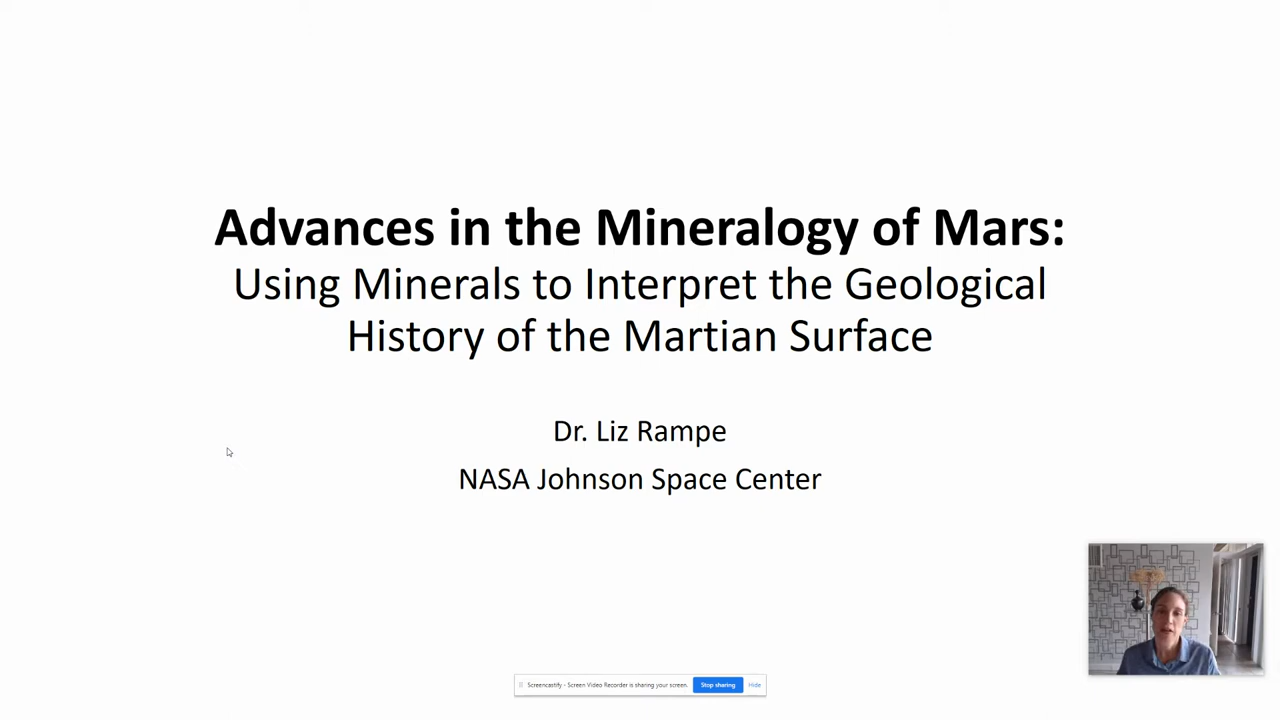 Advances in the Mineralogy of Mars:
Using Minerals to Interpret the Geological
History of the Martian Surface
Dr. Liz Rampe
NASA Johnson Space Center
Screencastify - Screen Video Recorder is sharing your screen. Stop sharing Hide